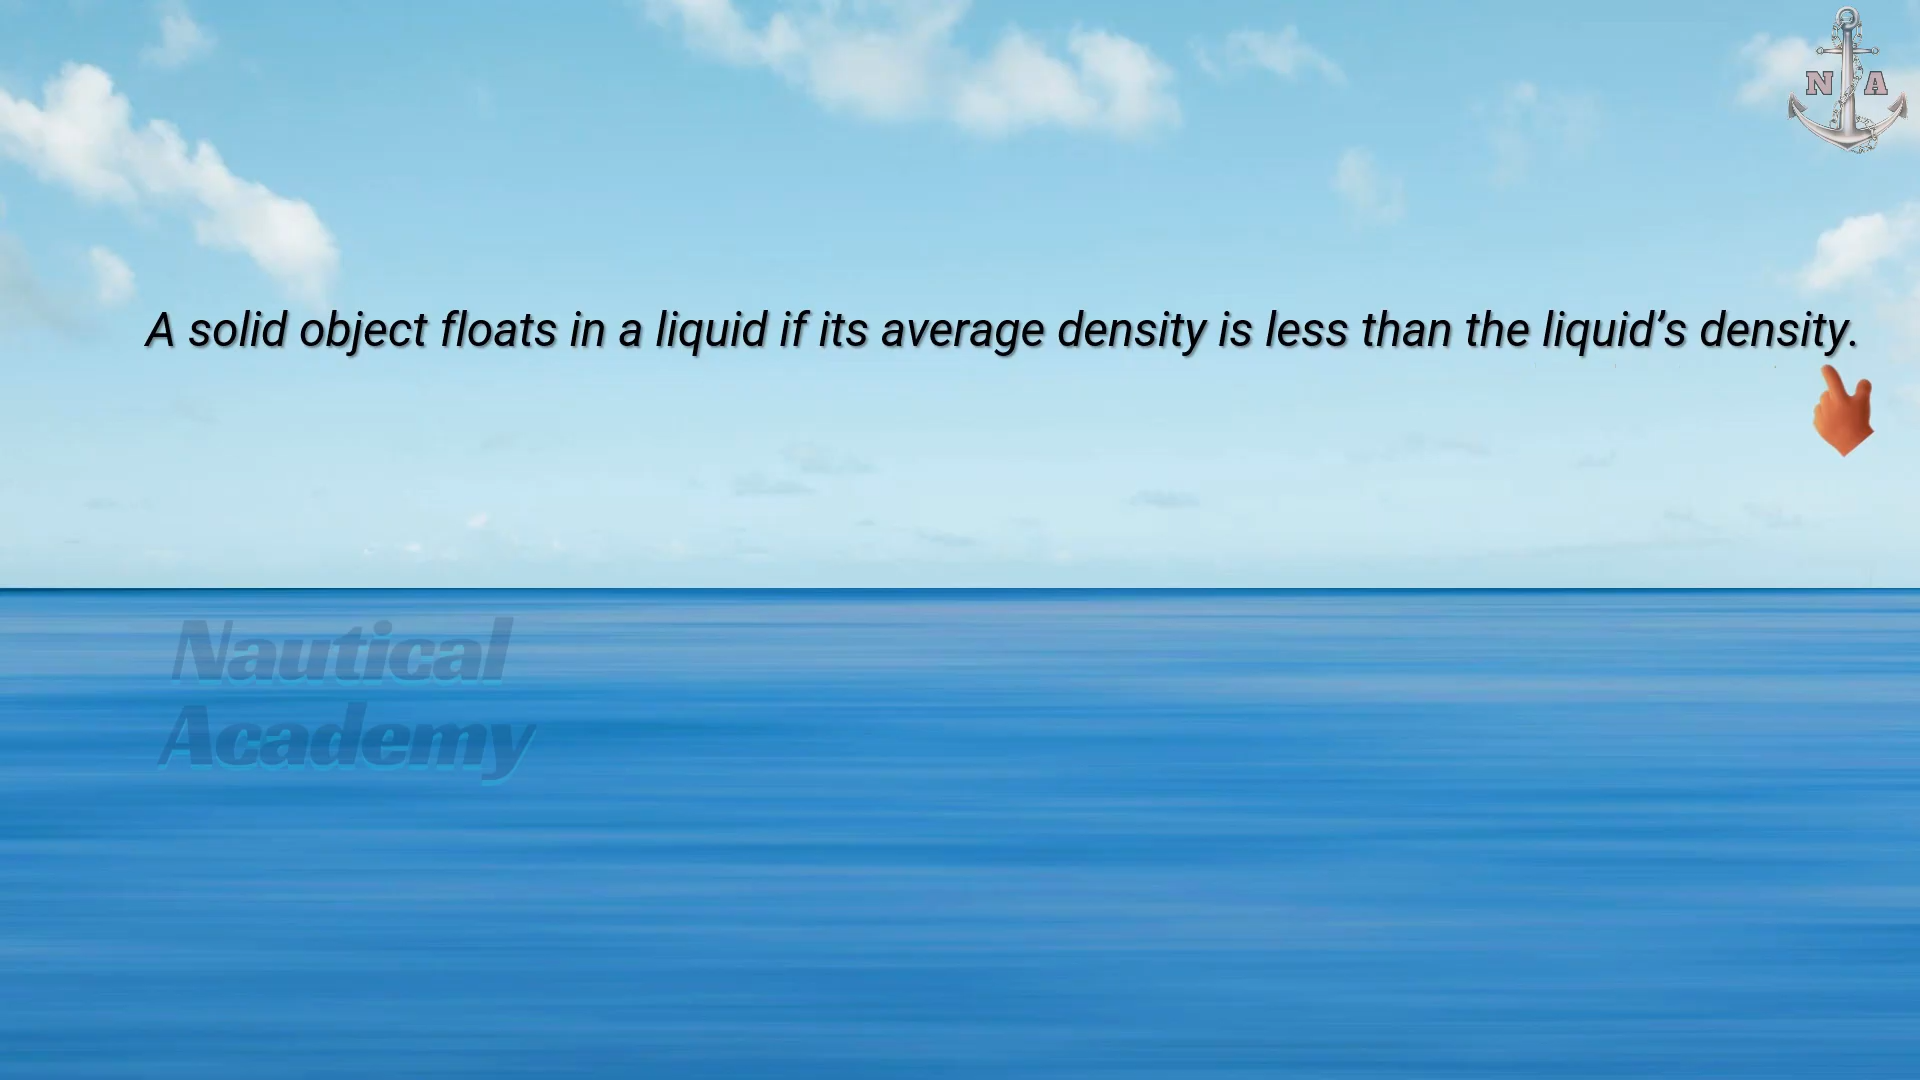 N A
A solid object floats in a liquid if its average density is less than the liquid’s density.
Nautical
Academy